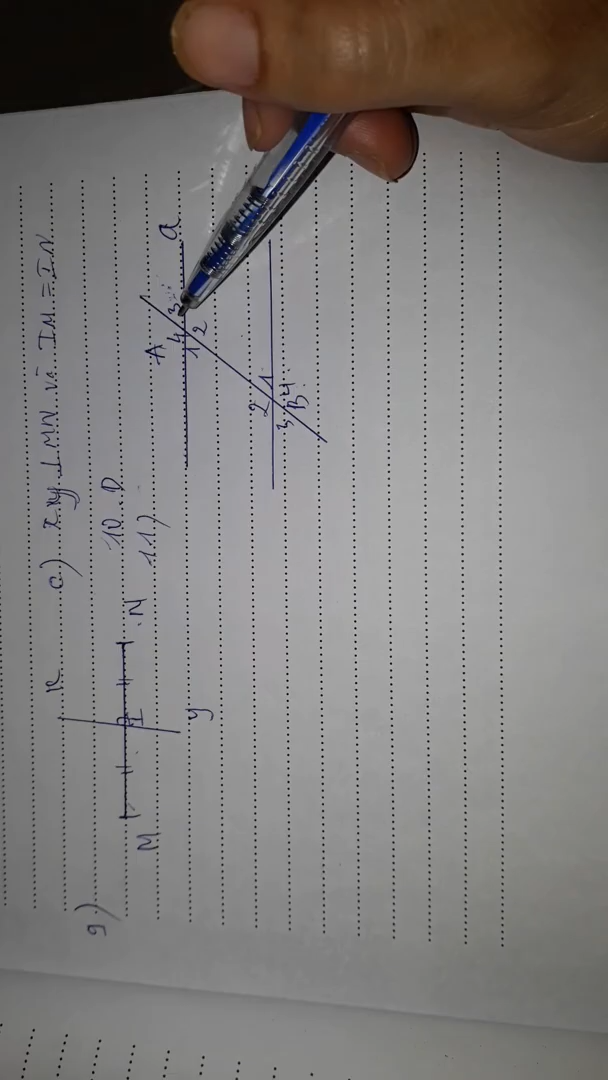 9)
x
M
I
N
y
c) xy ⊥ MN và IM = IN
10. D
11)
A
4 3
1 2
a
2 1
3 B 4